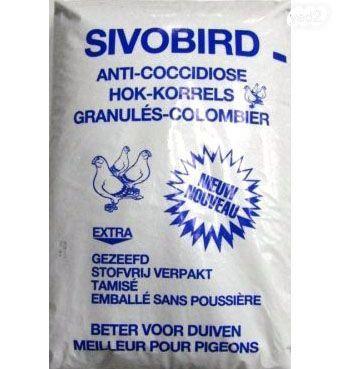 yad2
SIVOBIRD
ANTI-COCCIDIOSE
HOK-KORRELS
GRANULÉS-COLOMBIER
NIEUW
NOUVEAU
EXTRA
GEZEEFD
STOFVRIJ VERPAKT
TAMISÉ
EMBALLÉ SANS POUSSIÈRE
BETER VOOR DUIVEN
MEILLEUR POUR PIGEONS